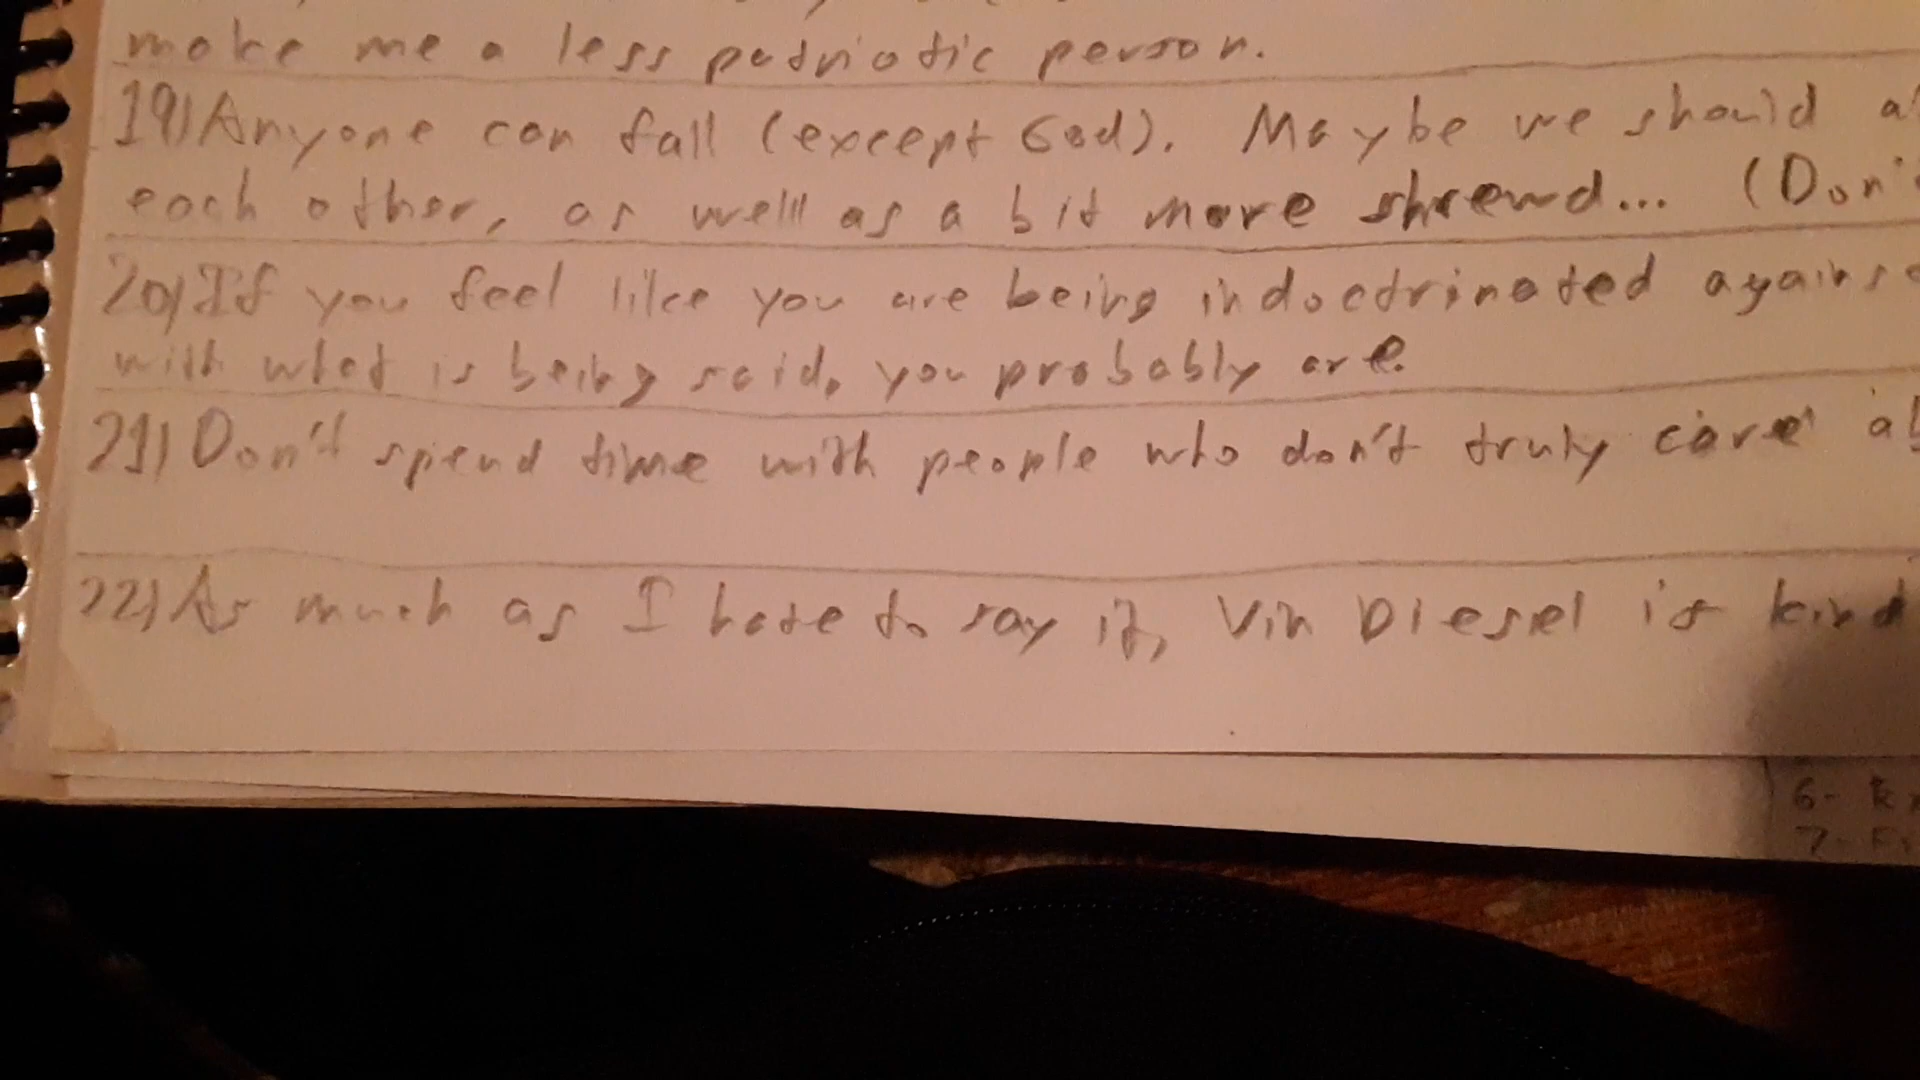 make me a less patriotic person.
19) Anyone can fall (except God). Maybe we should
each other, as well as a bit more shrewd... (Don't
20) If you feel like you are being indoctrinated against
with what is being said, you probably are.
21) Don't spend time with people who don't truly care
22) As much as I hate to say it, Vin Diesel is kind
6-
7-